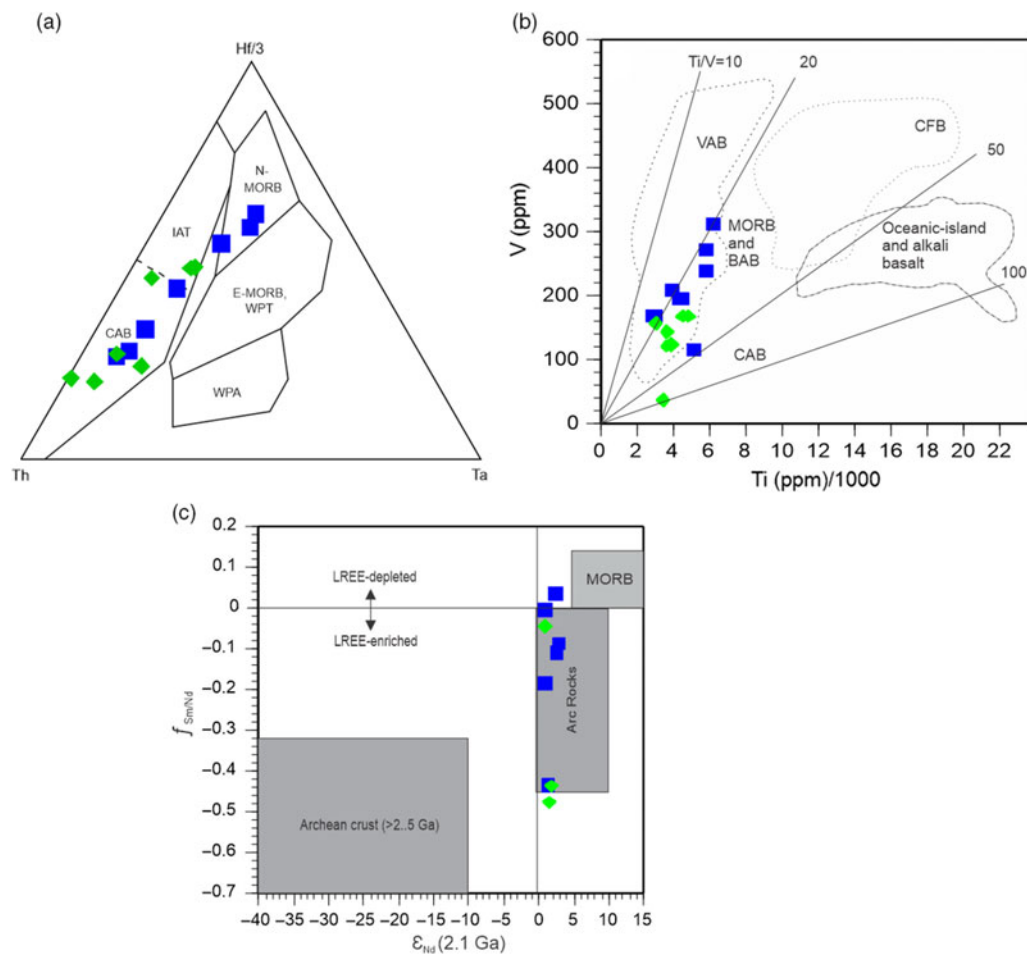 (a)
Hf/3
N-
MORB
IAT
E-MORB,
WPT
CAB
WPA
Th
Ta
(b)
600
500
400
300
200
100
0
V (ppm)
Ti/V=10
20
VAB
CFB
50
MORB
and
BAB
Oceanic-island
and alkali
basalt
100
CAB
0 2 4 6 8 10 12 14 16 18 20 22
Ti (ppm)/1000
(c)
0.2
0.1
0
−0.1
−0.2
−0.3
−0.4
−0.5
−0.6
−0.7
f Sm/Nd
LREE-depleted
LREE-enriched
MORB
Arc Rocks
Archean crust (>2..5 Ga)
−40 −35 −30 −25 −20 −15 −10 −5 0 5 10 15
εNd (2.1 Ga)